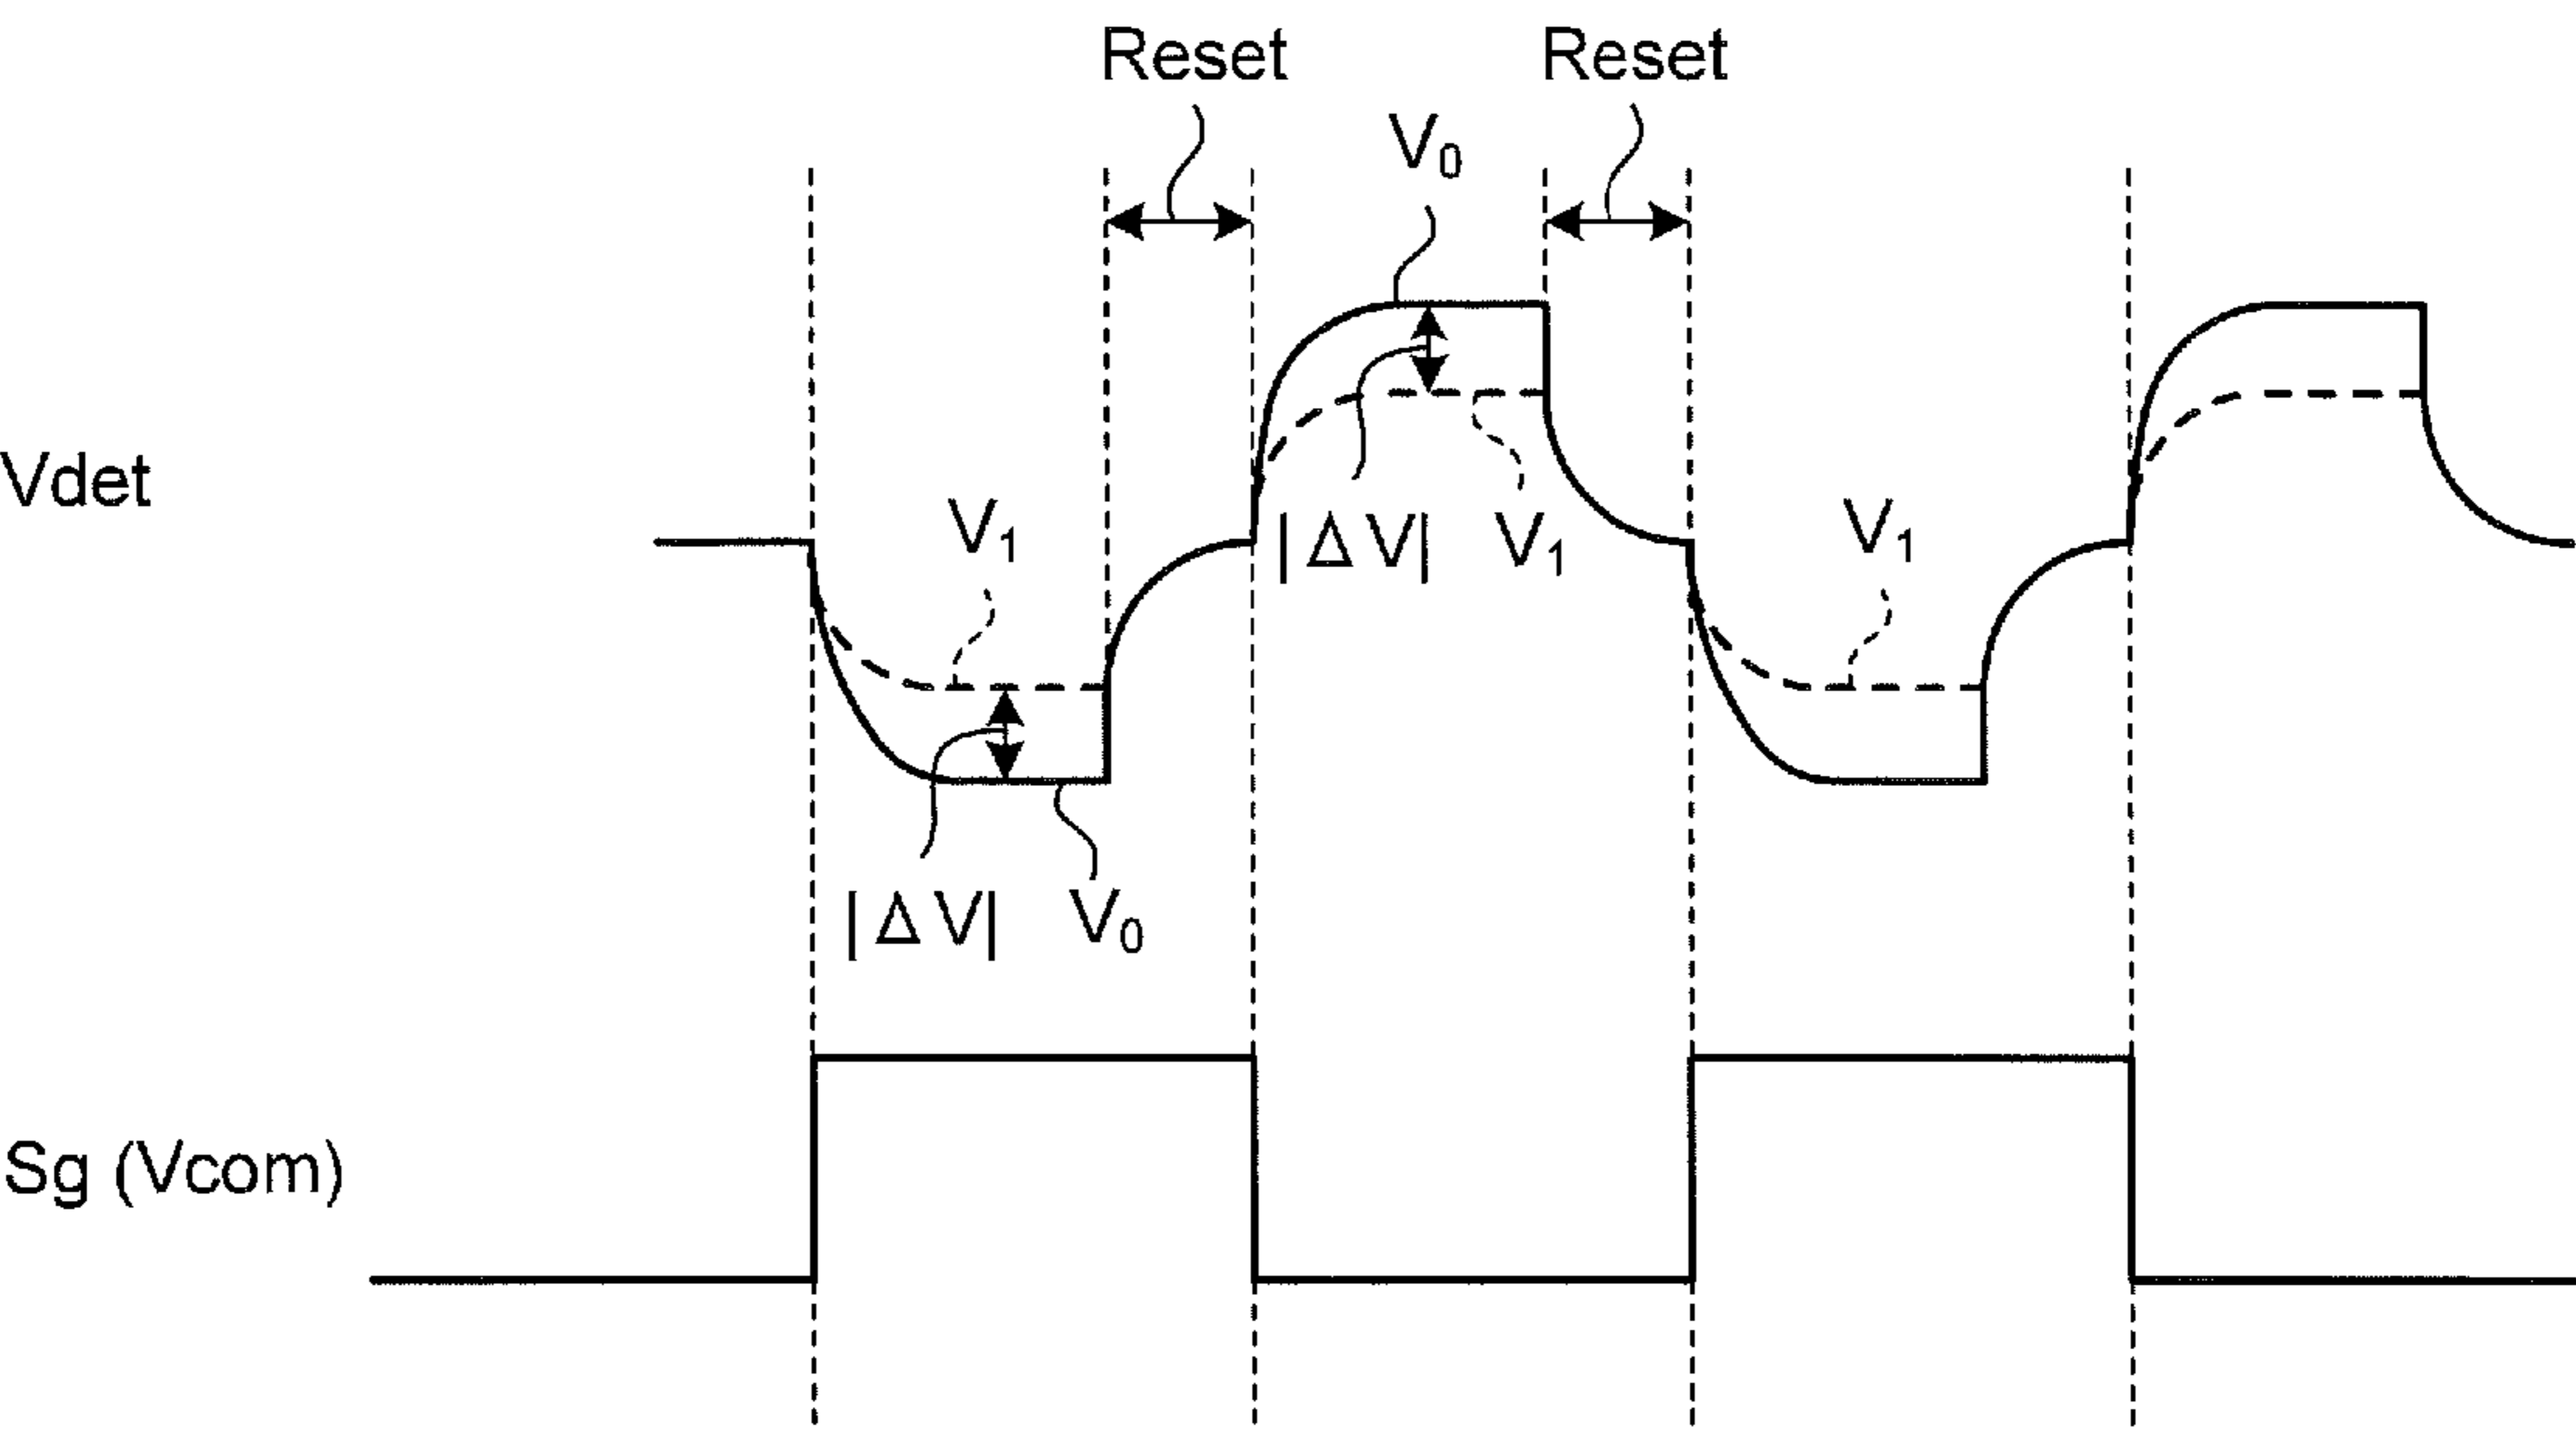 Reset Reset
V₀
Vdet
V₁ |ΔV| V₁ V₁
|ΔV| V₀
Sg (Vcom)